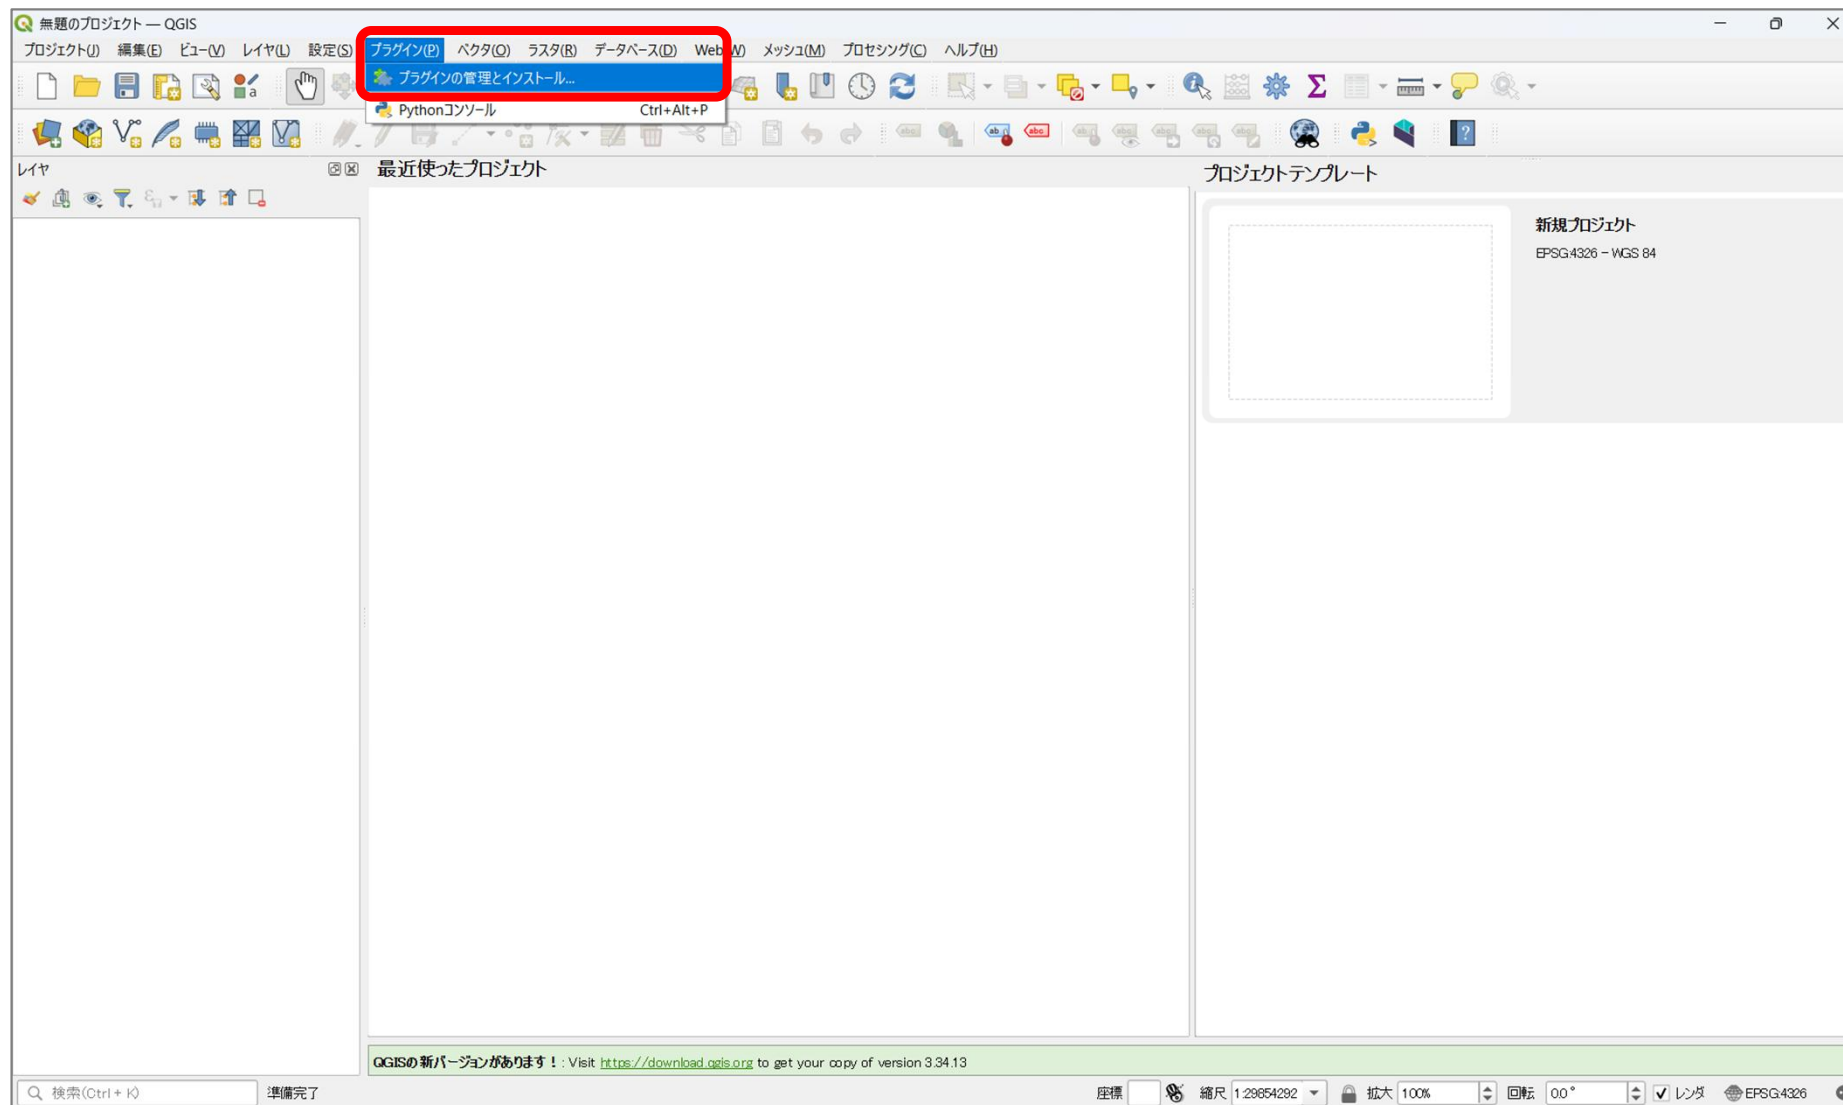 無題のプロジェクト — QGIS
プロジェクト(J) 編集(E) ビュー(V) レイヤ(L) 設定(S) プラグイン(P) ベクタ(O) ラスタ(R) データベース(D) Web(W) メッシュ(M) プロセシング(C) ヘルプ(H)
プラグインの管理とインストール...
Pythonコンソール Ctrl+Alt+P
レイヤ
最近使ったプロジェクト
プロジェクトテンプレート
新規プロジェクト
EPSG:4326 - WGS 84
QGISの新バージョンがあります！: Visit https://download.qgis.org to get your copy of version 3.34.13
検索(Ctrl + K) 準備完了 座標 縮尺 1:29854292 拡大 100% 回転 0.0 ° レンダ EPSG:4326